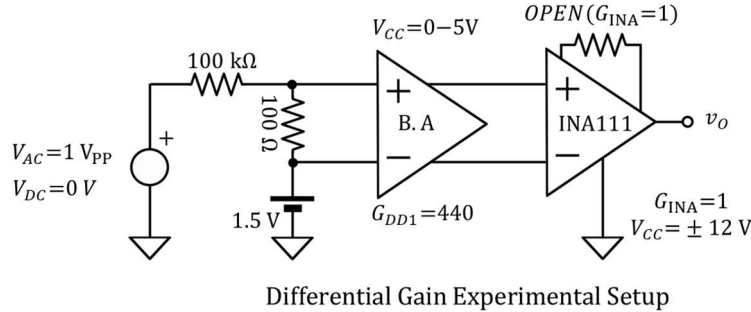 V_CC=0−5V
OPEN(G_INA=1)
100 kΩ
100 Ω
+
+
+
B. A
INA111
v_O
V_AC=1 V_PP
V_DC=0 V
−
−
1.5 V
G_DD1=440
G_INA=1
V_CC= ± 12 V
Differential Gain Experimental Setup